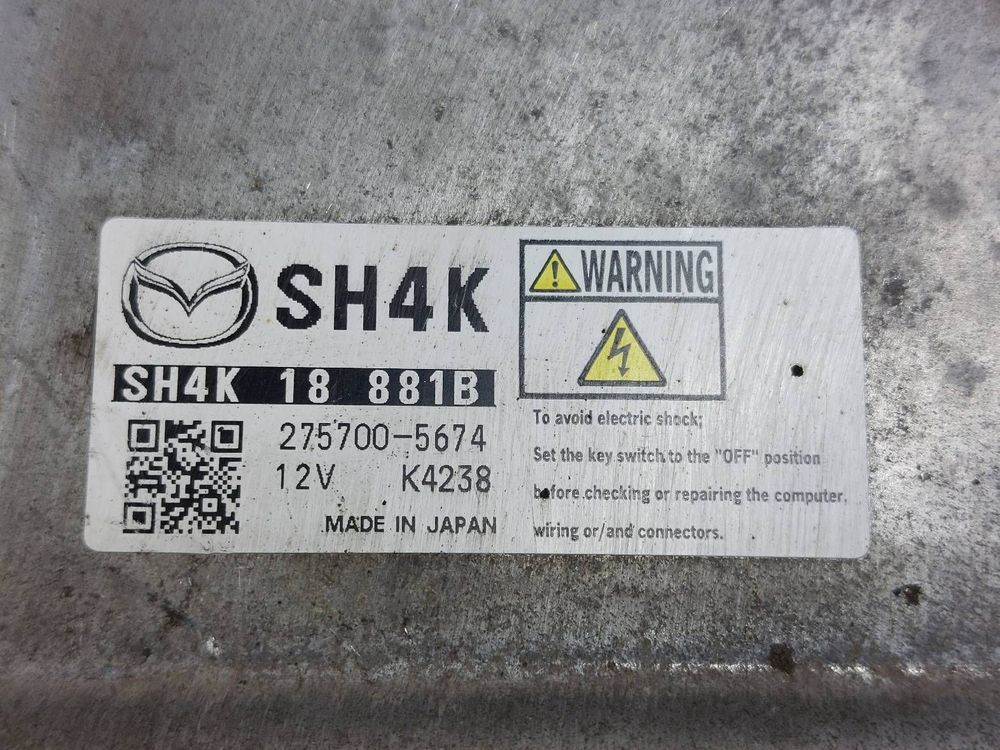 SH4K
SH4K 18 881B
275700-5674
12V K4238
MADE IN JAPAN
WARNING
To avoid electric shock;
Set the key switch to the "OFF" position
before checking or repairing the computer,
wiring or/and connectors.